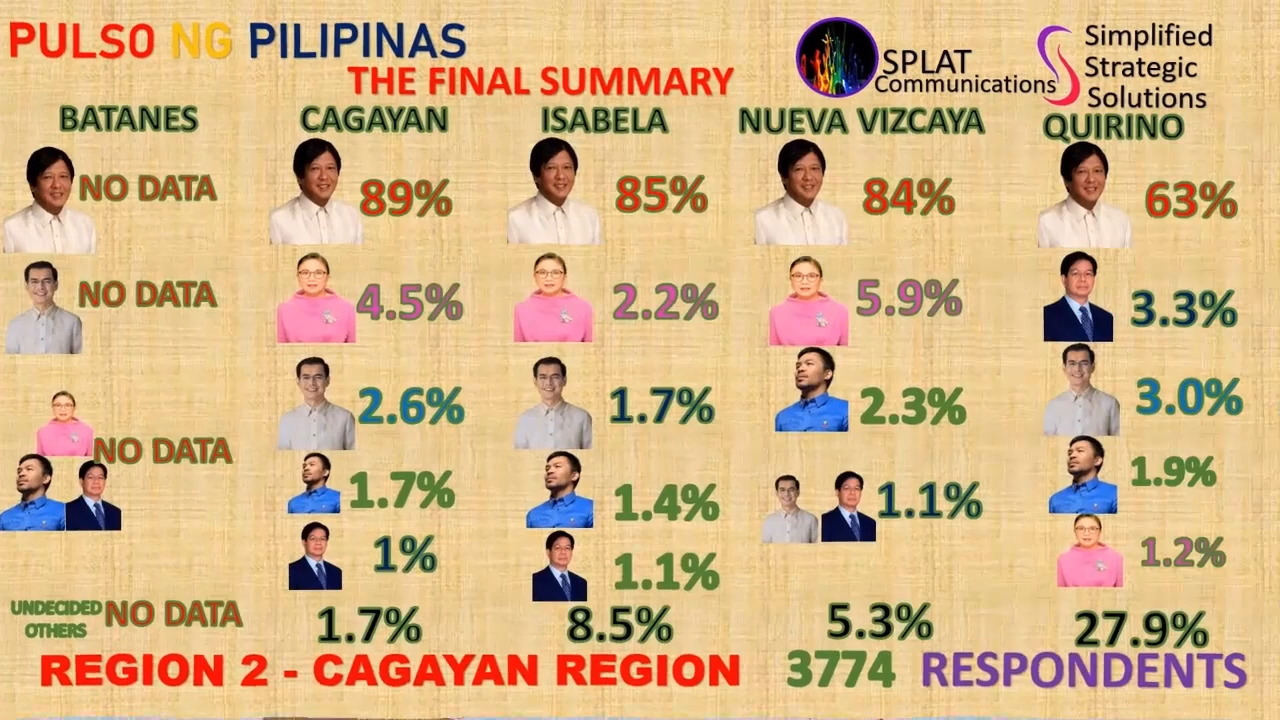 PULSO NG PILIPINAS
THE FINAL SUMMARY
SPLAT
Communications
Simplified
Strategic
Solutions
BATANES
NO DATA
NO DATA
NO DATA
UNDECIDED
OTHERS
NO DATA
CAGAYAN
89%
4.5%
2.6%
1.7%
1%
1.7%
ISABELA
85%
2.2%
1.7%
1.4%
1.1%
8.5%
NUEVA VIZCAYA
84%
5.9%
2.3%
1.1%
5.3%
QUIRINO
63%
3.3%
3.0%
1.9%
1.2%
27.9%
REGION 2 - CAGAYAN REGION
3774 RESPONDENTS